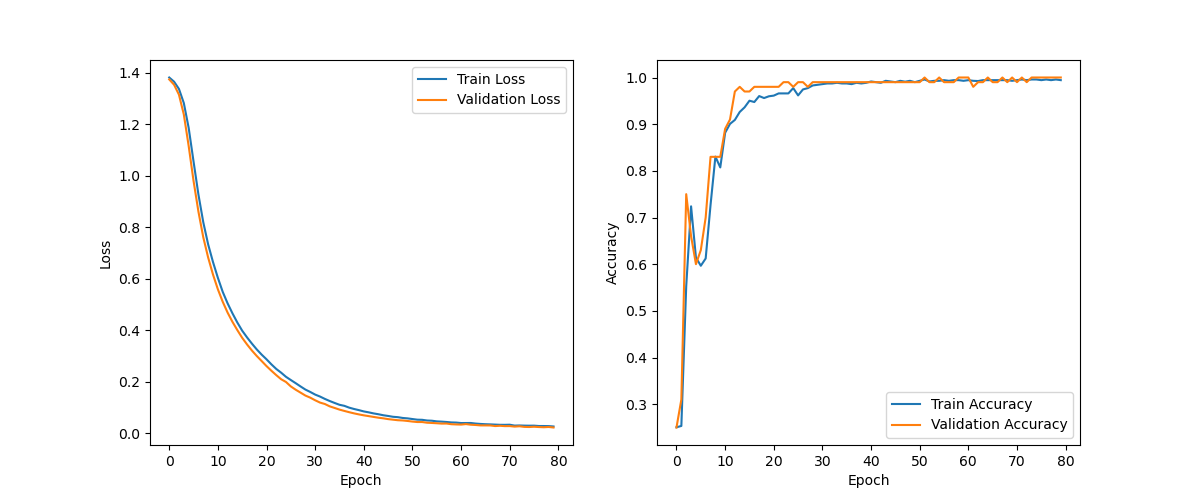 1.4
1.2
1.0
0.8
0.6
0.4
0.2
0.0
Loss
0 10 20 30 40 50 60 70 80
Epoch
Train Loss
Validation Loss
1.0
0.9
0.8
0.7
0.6
0.5
0.4
0.3
Accuracy
0 10 20 30 40 50 60 70 80
Epoch
Train Accuracy
Validation Accuracy